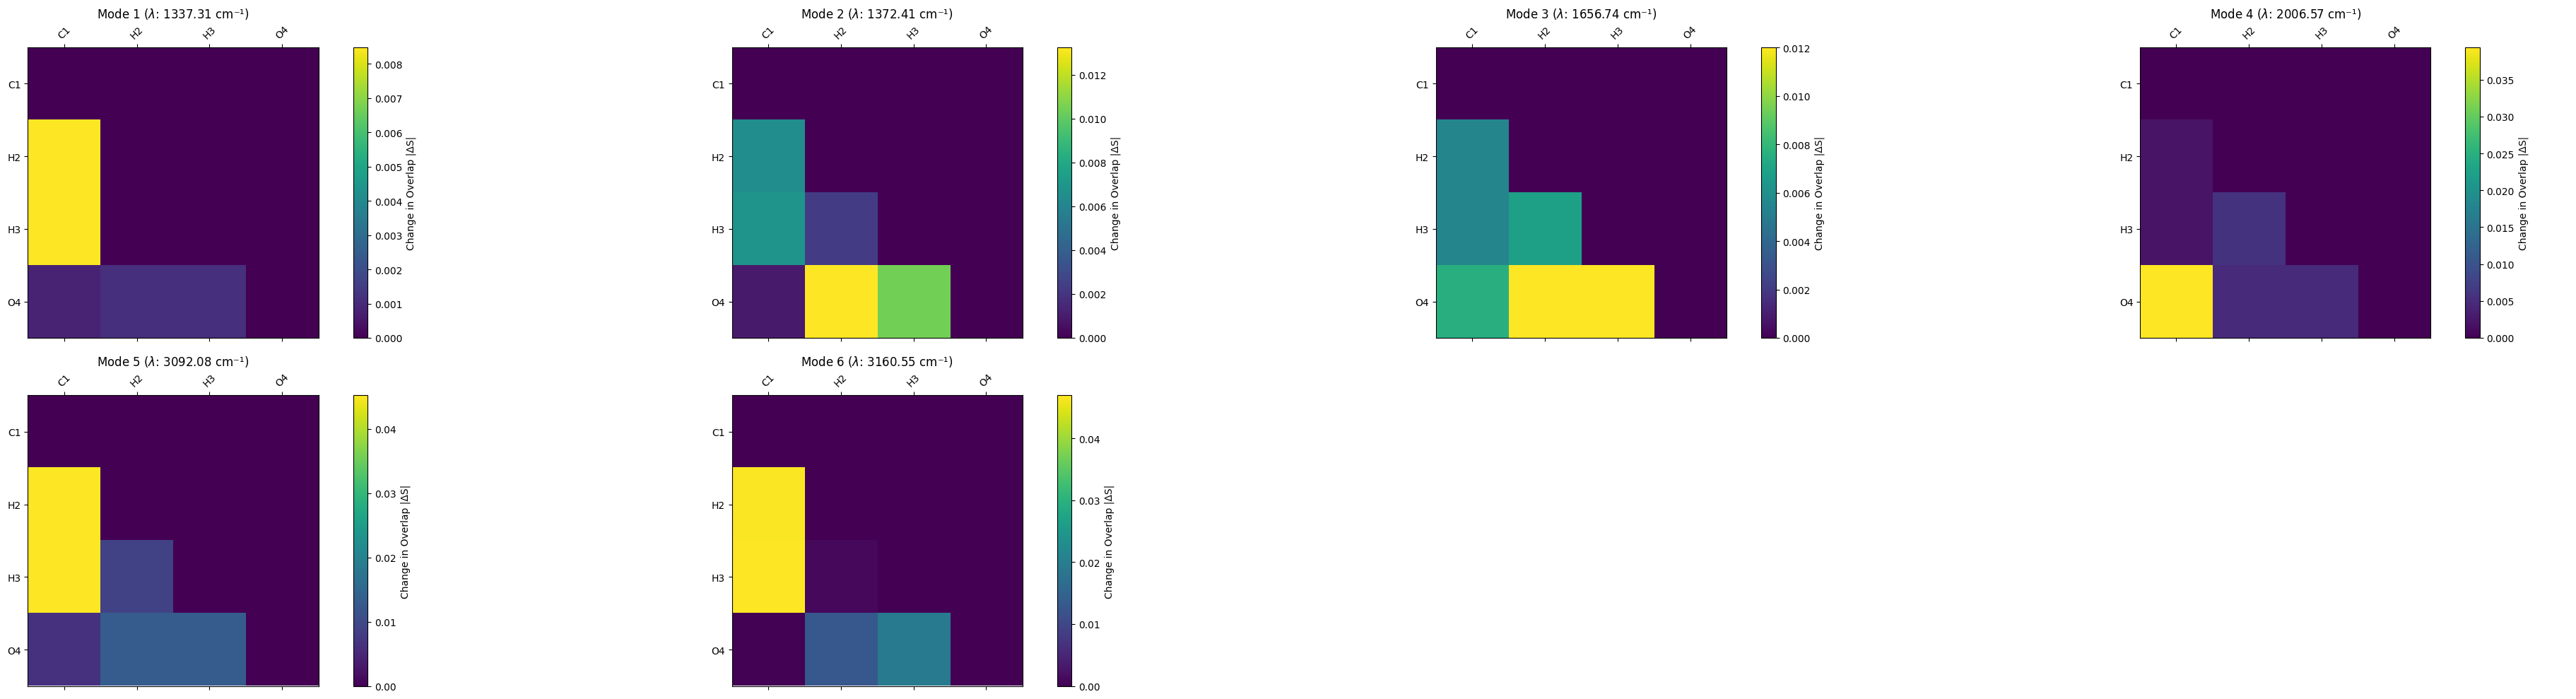 Mode 1 (λ: 1337.31 cm⁻¹)
C1 H2 H3 O4
C1
H2
H3
O4
0.008
0.007
0.006
0.005
0.004
0.003
0.002
0.001
0.000
Change in Overlap |ΔS|
Mode 2 (λ: 1372.41 cm⁻¹)
C1 H2 H3 O4
C1
H2
H3
O4
0.012
0.010
0.008
0.006
0.004
0.002
0.000
Change in Overlap |ΔS|
Mode 3 (λ: 1656.74 cm⁻¹)
C1 H2 H3 O4
C1
H2
H3
O4
0.012
0.010
0.008
0.006
0.004
0.002
0.000
Change in Overlap |ΔS|
Mode 4 (λ: 2006.57 cm⁻¹)
C1 H2 H3 O4
C1
H2
H3
O4
0.035
0.030
0.025
0.020
0.015
0.010
0.005
0.000
Change in Overlap |ΔS|
Mode 5 (λ: 3092.08 cm⁻¹)
C1 H2 H3 O4
C1
H2
H3
O4
0.04
0.03
0.02
0.01
0.00
Change in Overlap |ΔS|
Mode 6 (λ: 3160.55 cm⁻¹)
C1 H2 H3 O4
C1
H2
H3
O4
0.04
0.03
0.02
0.01
0.00
Change in Overlap |ΔS|